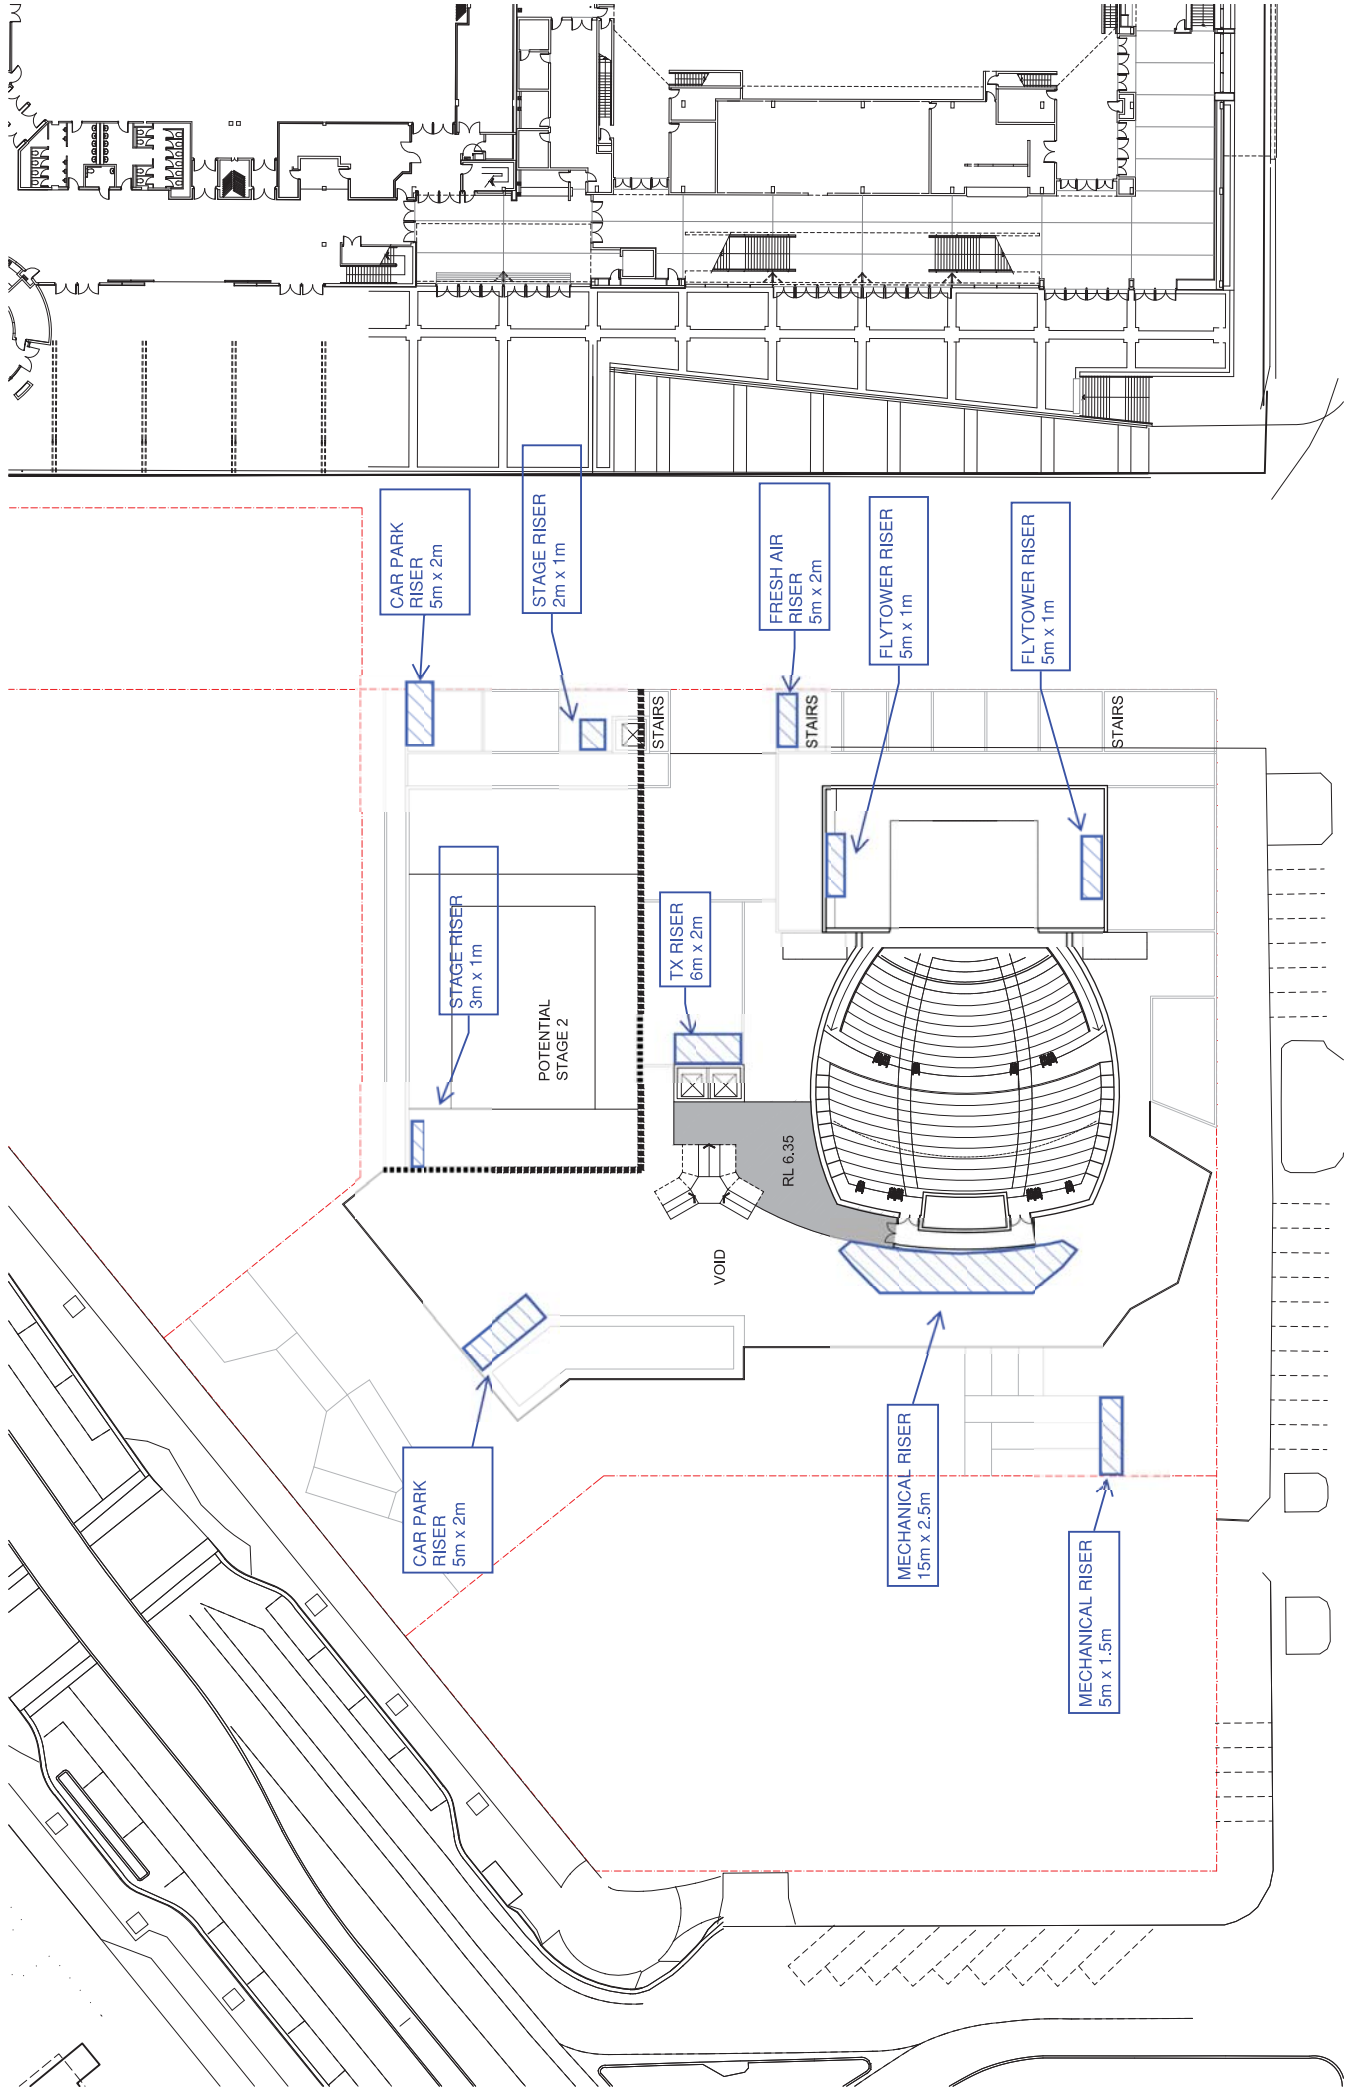 CAR PARK
RISER
5m x 2m
STAGE RISER
2m x 1m
FRESH AIR
RISER
5m x 2m
FLYTOWER RISER
5m x 1m
FLYTOWER RISER
5m x 1m
STAIRS
STAIRS
STAIRS
STAGE RISER
3m x 1m
TX RISER
6m x 2m
POTENTIAL
STAGE 2
RL 6.35
VOID
CAR PARK
RISER
5m x 2m
MECHANICAL RISER
15m x 2.5m
MECHANICAL RISER
5m x 1.5m